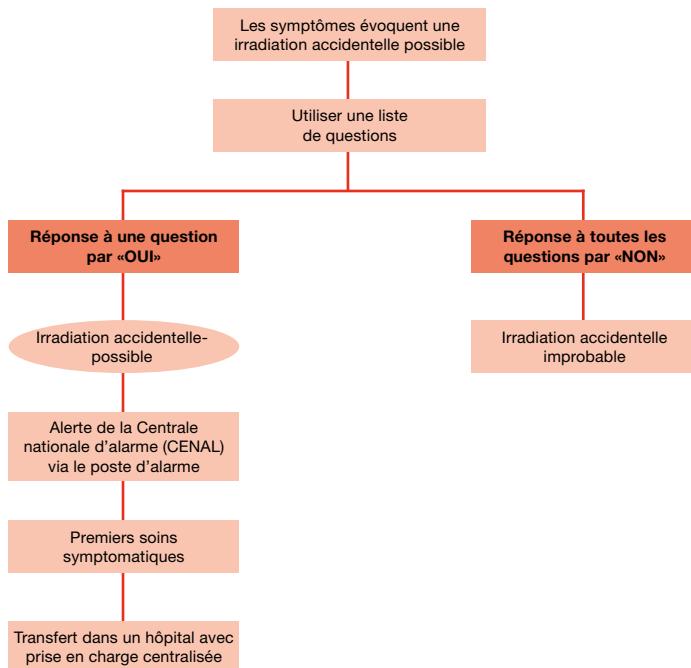 Les symptômes évoquent une
irradiation accidentelle possible
Utiliser une liste
de questions
Réponse à une question
par «OUI»
Réponse à toutes les
questions par «NON»
Irradiation accidentelle-
possible
Irradiation accidentelle
improbable
Alerte de la Centrale
nationale d’alarme (CENAL)
via le poste d’alarme
Premiers soins
symptomatiques
Transfert dans un hôpital avec
prise en charge centralisée